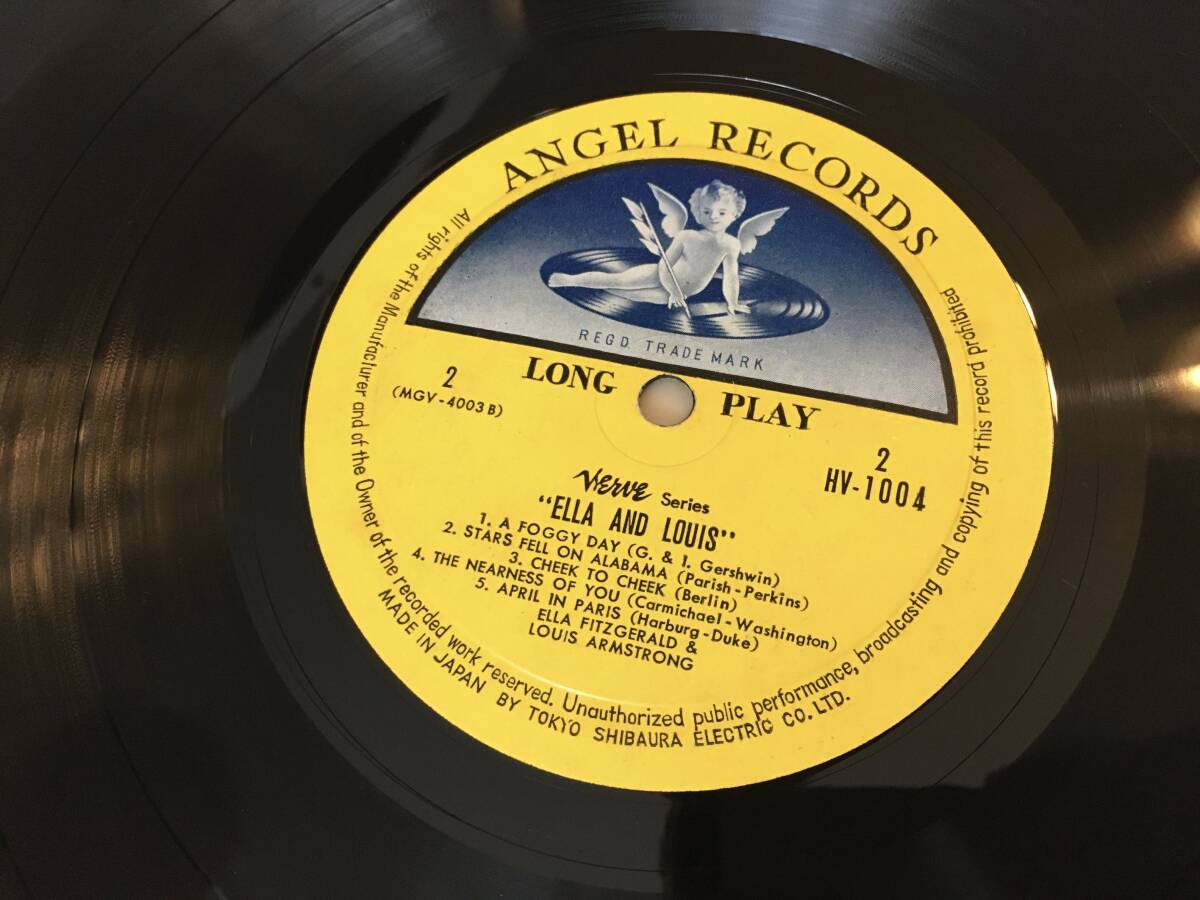 ANGEL RECORDS
REGD TRADE MARK
LONG PLAY
2
(MGV-4003 B)
2
HV-1004
Verve Series
"ELLA AND LOUIS"
1. A FOGGY DAY (G. & I. Gershwin)
2. STARS FELL ON ALABAMA (Parish-Perkins)
3. CHEEK TO CHEEK (Berlin)
4. THE NEARNESS OF YOU (Carmichael-Washington)
5. APRIL IN PARIS (Harburg-Duke)
ELLA FITZGERALD &
LOUIS ARMSTRONG
All rights of the Manufacturer and of the Owner of the recorded work reserved. Unauthorized public performance, broadcasting and copying of this record prohibited
MADE IN JAPAN BY TOKYO SHIBAURA ELECTRIC CO. LTD.